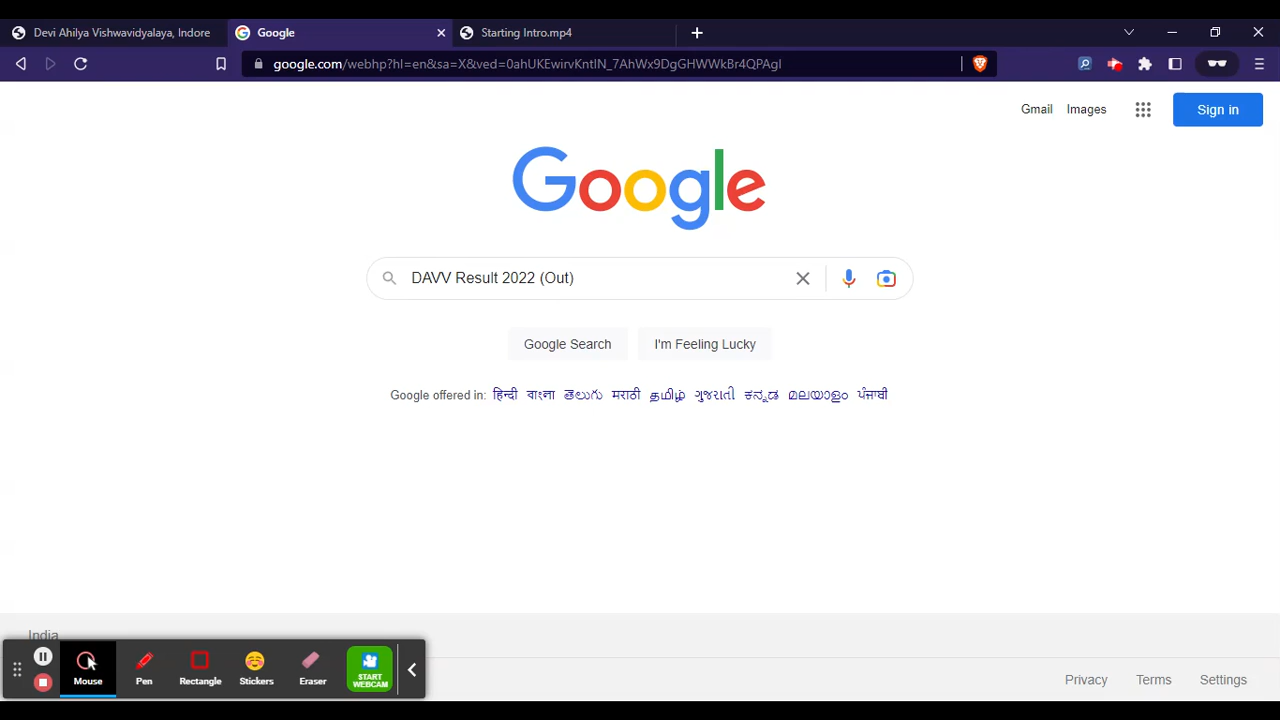 Devi Ahilya Vishwavidyalaya, Indore
Google
Starting Intro.mp4
google.com/webhp?hl=en&sa=X&ved=0ahUKEwirvKntlN_7AhWx9DgGHWWkBr4QPAgI
Gmail
Images
Sign in
Google
DAVV Result 2022 (Out)
Google Search
I'm Feeling Lucky
Google offered in: हिन्दी বাংলা తెలుగు मराठी தமிழ் ગુજરાતી ಕನ್ನಡ മലയാളം ਪੰਜਾਬੀ
India
Mouse
Pen
Rectangle
Stickers
Eraser
START
WEBCAM
Privacy
Terms
Settings